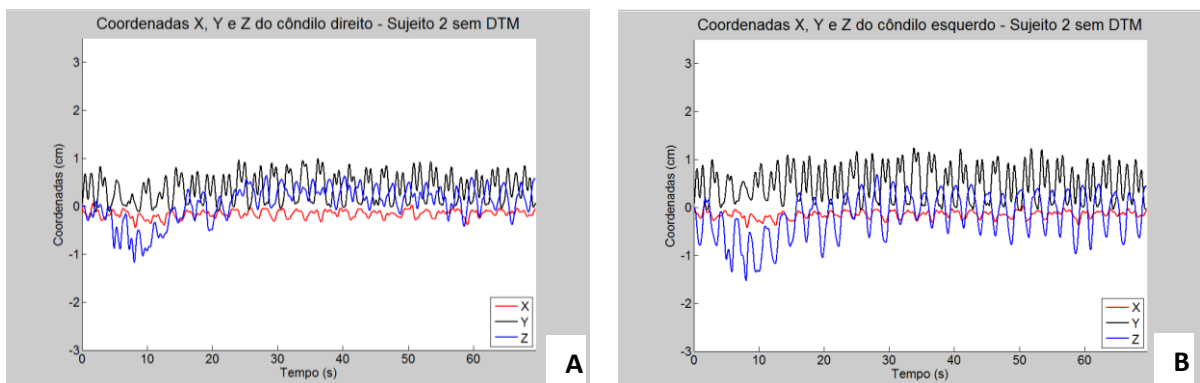 Coordenadas X, Y e Z do côndilo direito - Sujeito 2 sem DTM
Coordenadas (cm)
3
2
1
0
-1
-2
-3
0 10 20 30 40 50 60
Tempo (s)
X
Y
Z
A
Coordenadas X, Y e Z do côndilo esquerdo - Sujeito 2 sem DTM
Coordenadas (cm)
3
2
1
0
-1
-2
-3
0 10 20 30 40 50 60
Tempo (s)
X
Y
Z
B